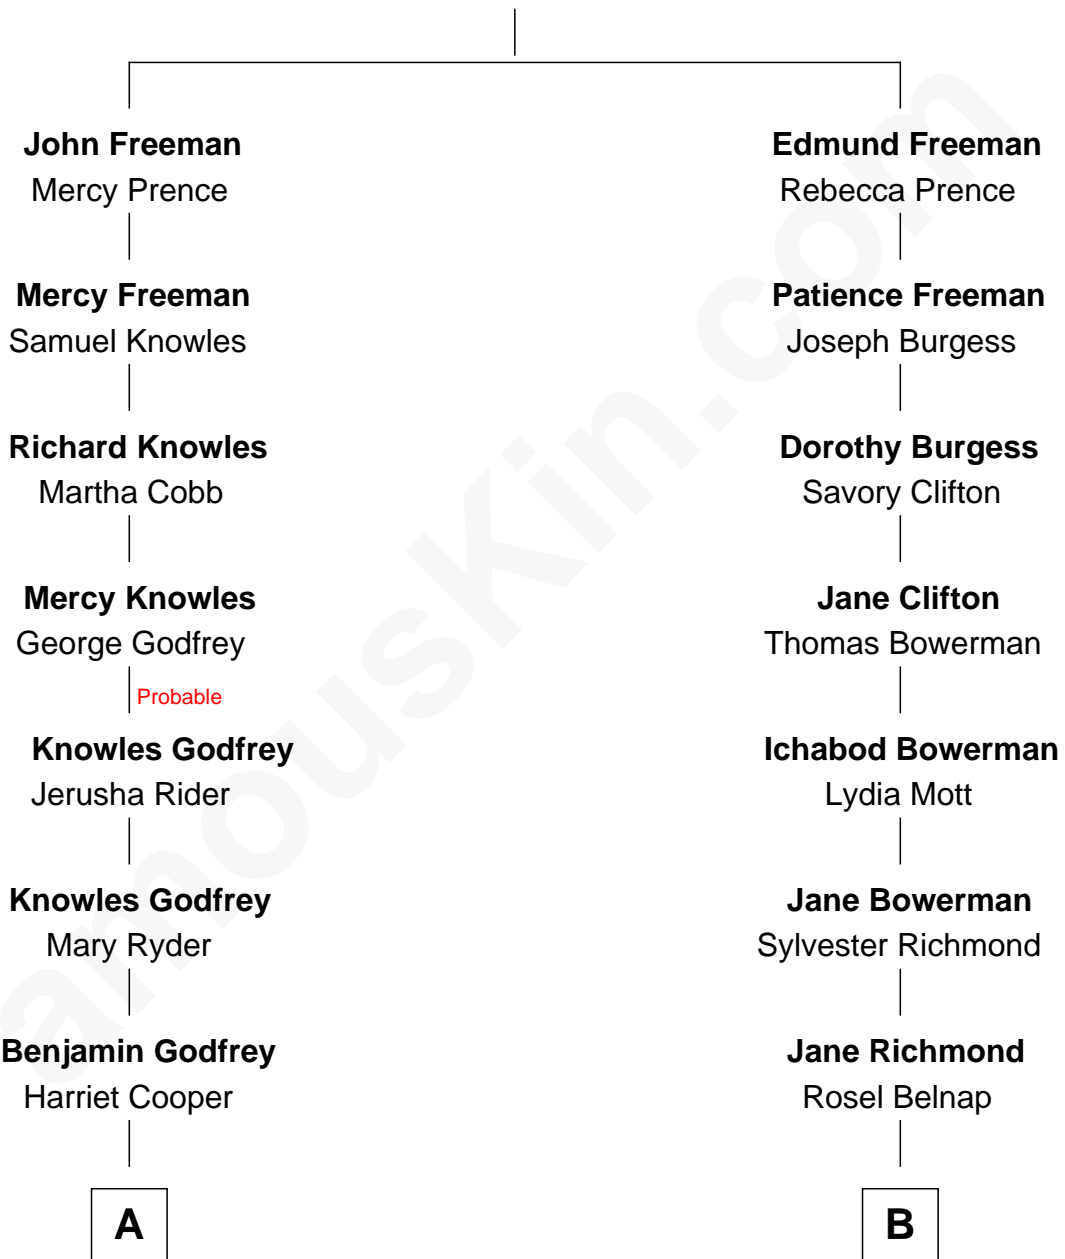 John Freeman
Mercy Prence
Edmund Freeman
Rebecca Prence
Mercy Freeman
Samuel Knowles
Patience Freeman
Joseph Burgess
Richard Knowles
Martha Cobb
Dorothy Burgess
Savory Clifton
Mercy Knowles
George Godfrey
Jane Clifton
Thomas Bowerman
Probable
Knowles Godfrey
Jerusha Rider
Ichabod Bowerman
Lydia Mott
Knowles Godfrey
Mary Ryder
Jane Bowerman
Sylvester Richmond
Benjamin Godfrey
Harriet Cooper
Jane Richmond
Rosel Belnap
A
B
amouskin.com